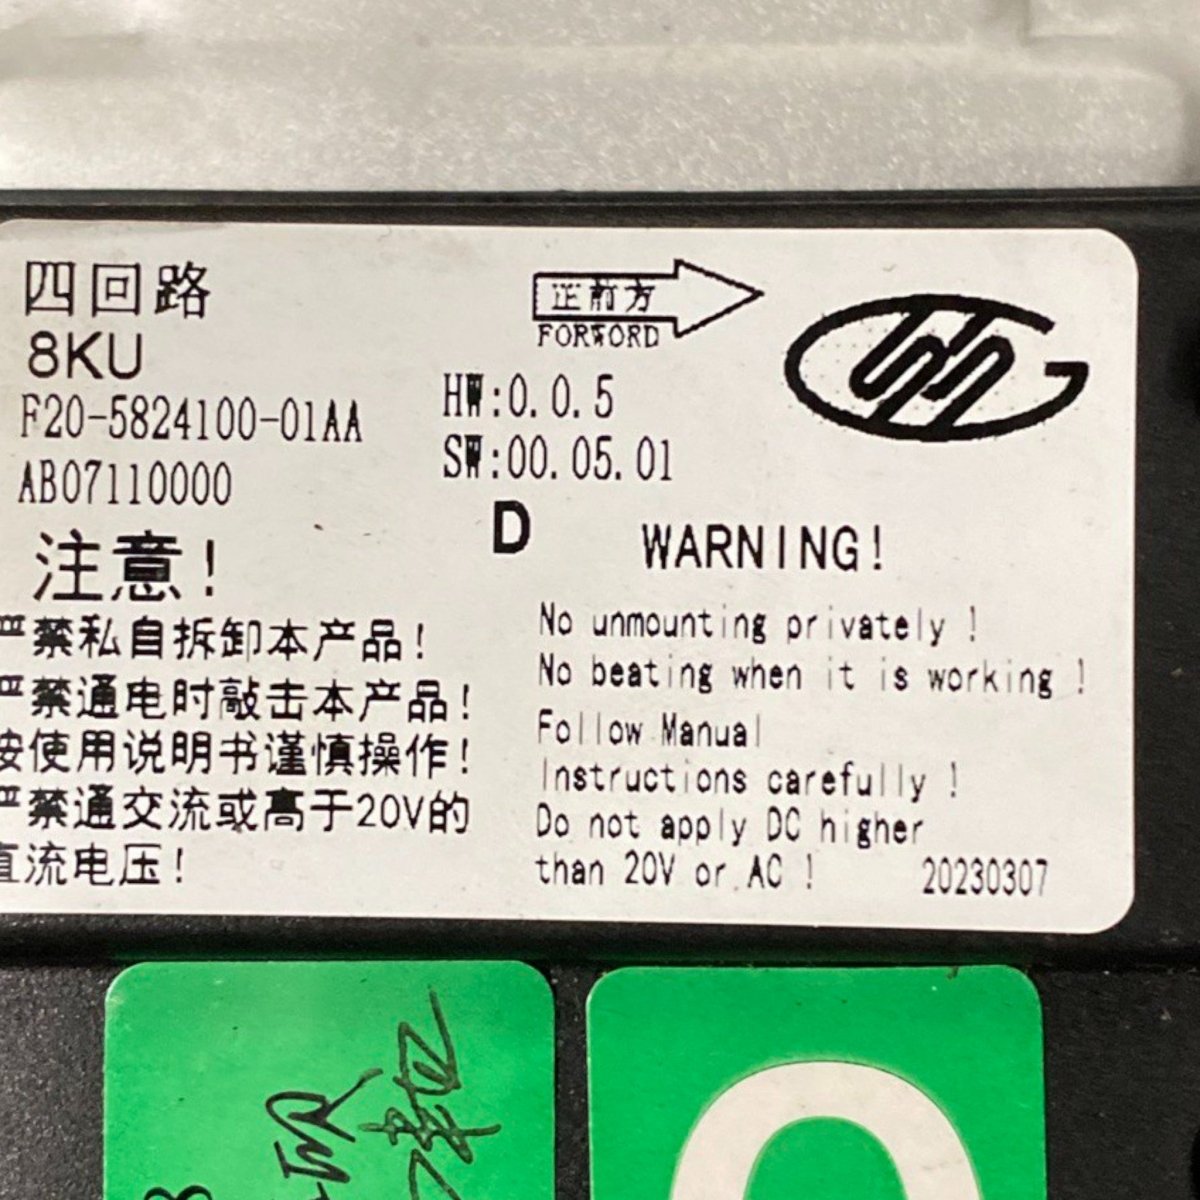 四回路
8KU
F20-5824100-01AA
AB07110000
正前方
FORWORD
HW:0.0.5
SW:00.05.01
D
注意!
严禁私自拆卸本产品!
严禁通电时敲击本产品!
按使用说明书谨慎操作!
严禁通交流或高于20V的
直流电压!
WARNING!
No unmounting privately !
No beating when it is working !
Follow Manual
Instructions carefully !
Do not apply DC higher
than 20V or AC !
20230307